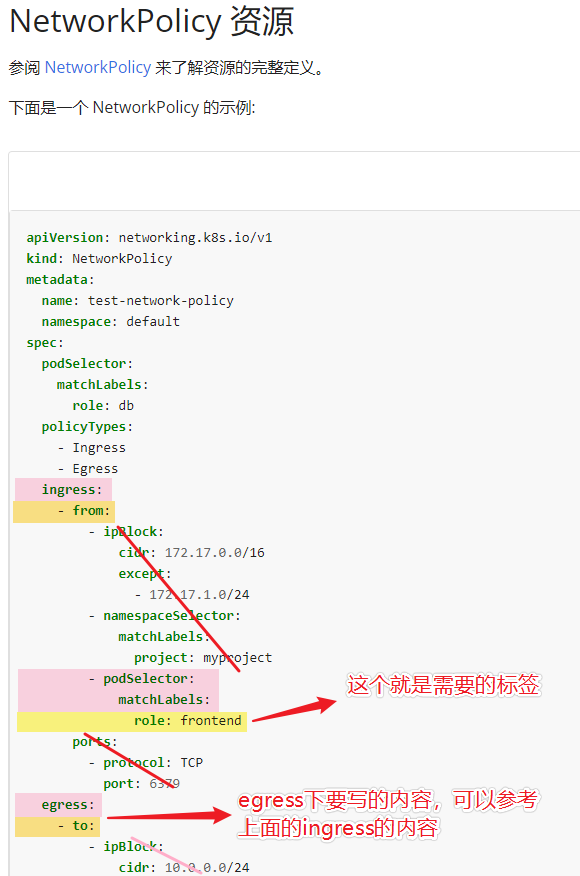 NetworkPolicy 资源
参阅 NetworkPolicy 来了解资源的完整定义。
下面是一个 NetworkPolicy 的示例:
apiVersion: networking.k8s.io/v1
kind: NetworkPolicy
metadata:
  name: test-network-policy
  namespace: default
spec:
  podSelector:
    matchLabels:
      role: db
  policyTypes:
    - Ingress
    - Egress
  ingress:
    - from:
        - ipBlock:
            cidr: 172.17.0.0/16
            except:
              - 172.17.1.0/24
        - namespaceSelector:
            matchLabels:
              project: myproject
        - podSelector:
            matchLabels:
              role: frontend
这个就是需要的标签
      ports:
        - protocol: TCP
          port: 6379
  egress:
    - to:
egress下要写的内容，可以参考
上面的ingress的内容
        - ipBlock:
            cidr: 10.0.0.0/24